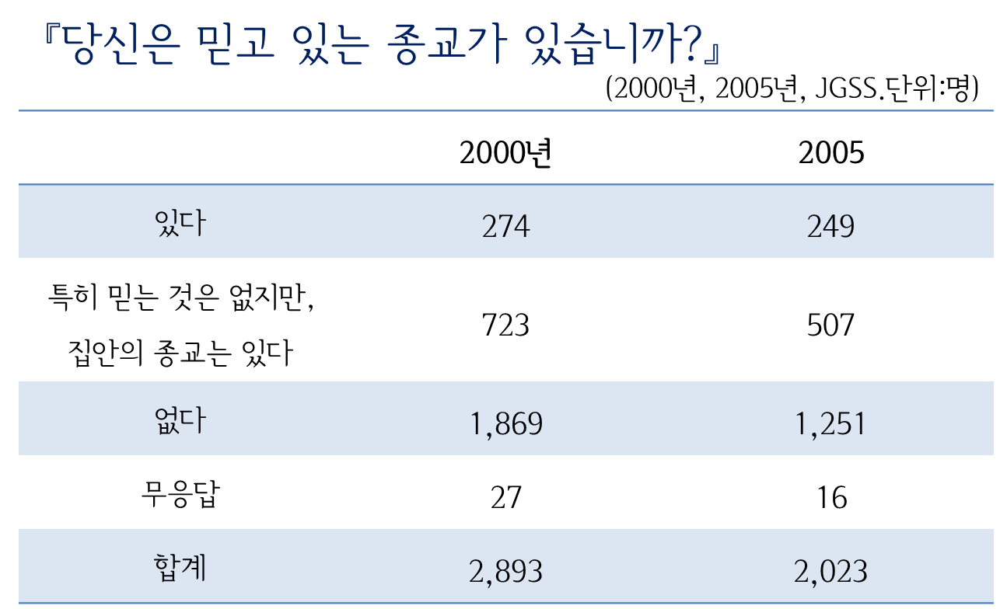 『당신은 믿고 있는 종교가 있습니까?』
(2000년, 2005년, JGSS.단위:명)
2000년 2005
있다 274 249
특히 믿는 것은 없지만,
집안의 종교는 있다 723 507
없다 1,869 1,251
무응답 27 16
합계 2,893 2,023